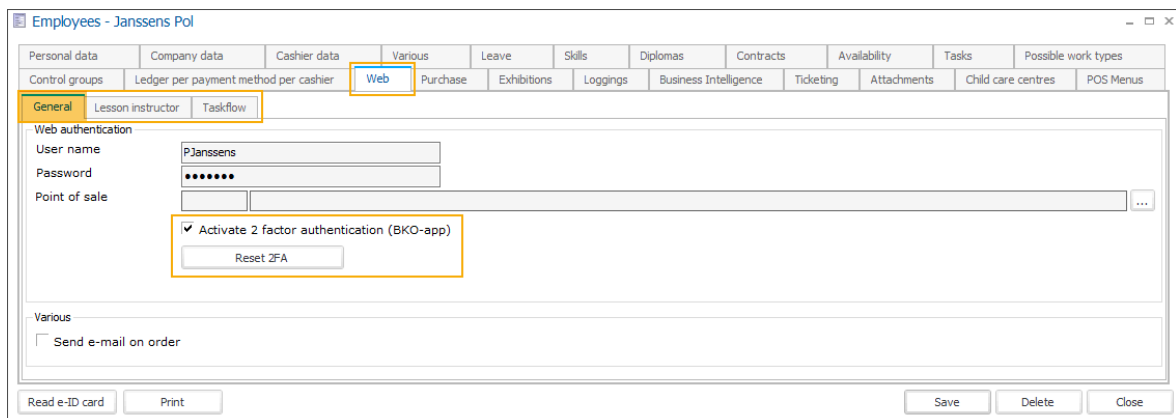 Employees - Janssens Pol
Personal data Company data Cashier data Various Leave Skills Diplomas Contracts Availability Tasks Possible work types
Control groups Ledger per payment method per cashier Web Purchase Exhibitions Loggings Business Intelligence Ticketing Attachments Child care centres POS Menus
General Lesson instructor Taskflow
Web authentication
User name PJanssens
Password •••••••
Point of sale ...
Activate 2 factor authentication (BKO-app)
Reset 2FA
Various
Send e-mail on order
Read e-ID card Print Save Delete Close